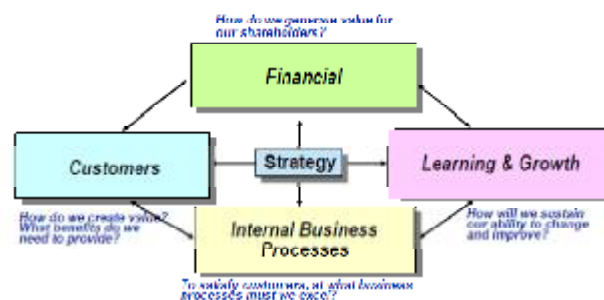 How do we generate value for
our shareholders?
Financial
Customers
Strategy
Learning & Growth
How do we create value?
What benefits do we
need to provide?
Internal Business
Processes
How will we sustain
our ability to change
and improve?
To satisfy customers, at what business
processes must we excel?